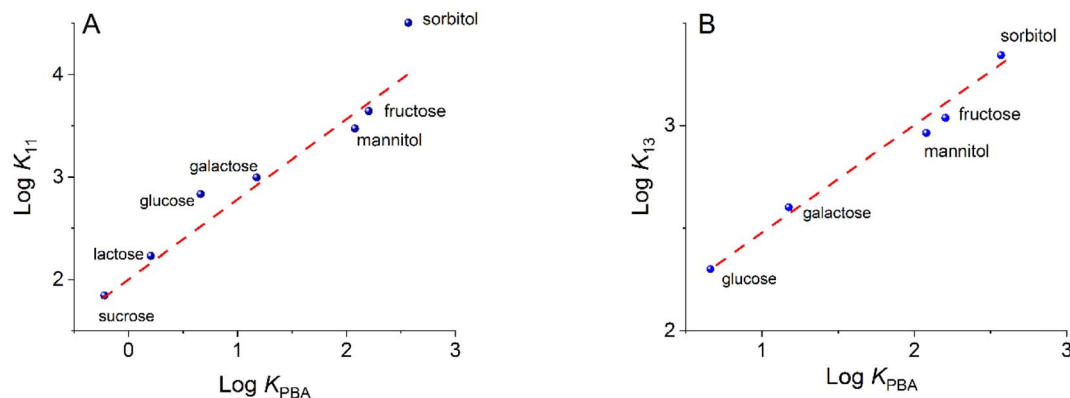 A
sorbitol
4
fructose
mannitol
Log K11
3
galactose
glucose
lactose
2
sucrose
0
1
2
3
Log KPBA
B
sorbitol
fructose
3
mannitol
Log K13
galactose
glucose
2
1
2
3
Log KPBA